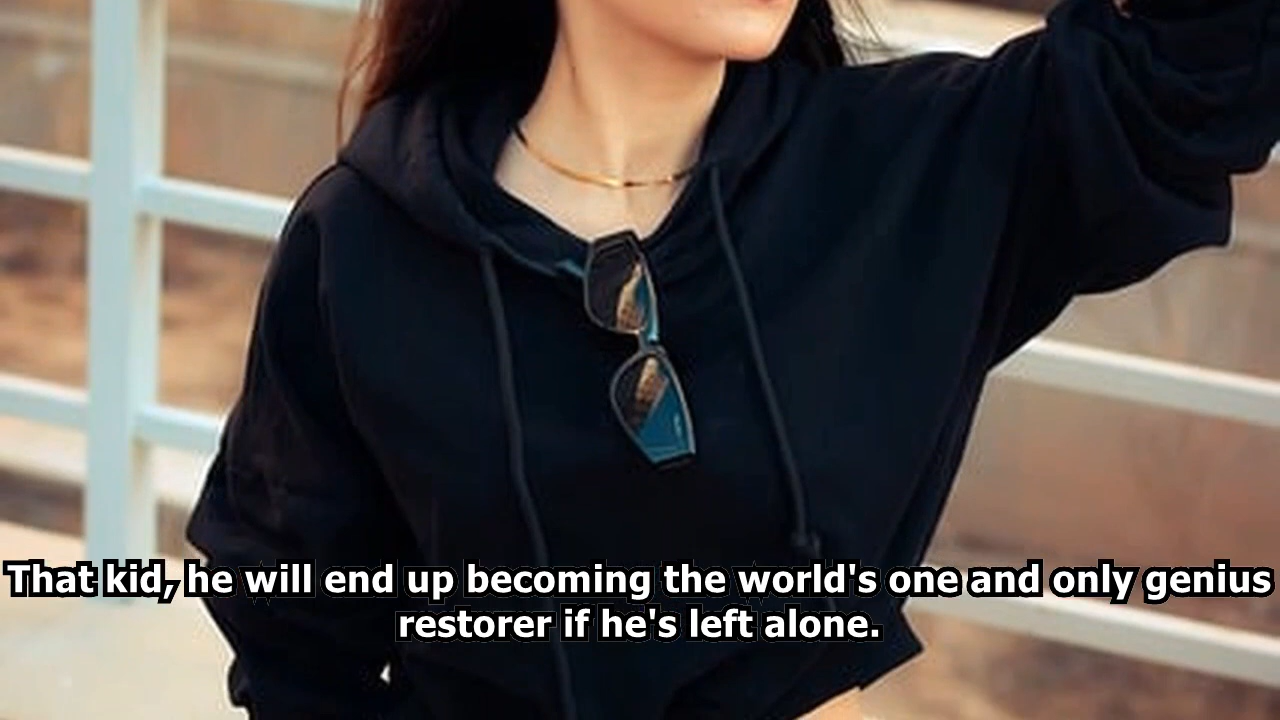 That kid, he will end up becoming the world's one and only genius
restorer if he's left alone.